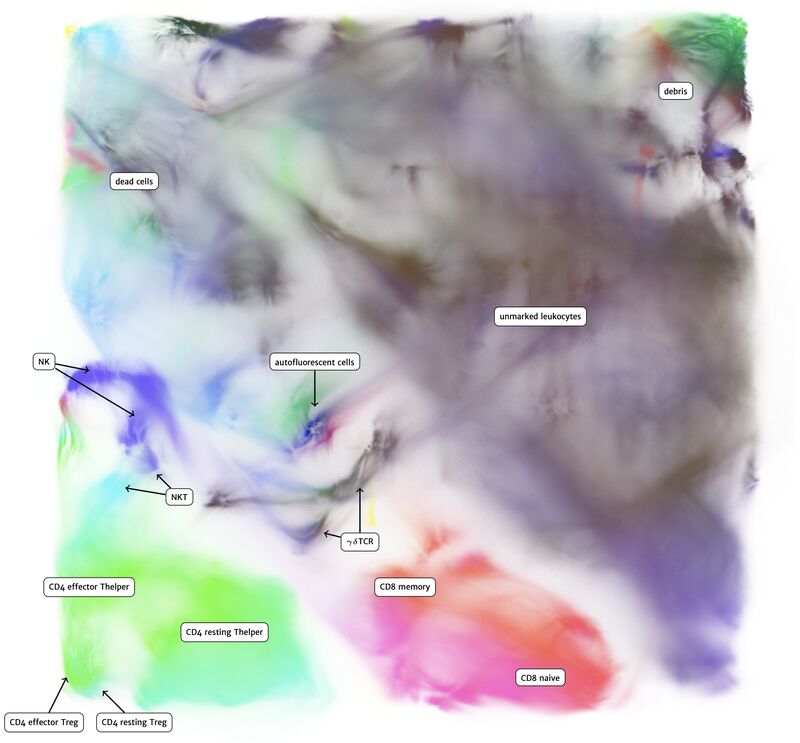 debris
dead cells
unmarked leukocytes
NK
autofluorescent cells
NKT
γδTCR
CD4 effector Thelper
CD8 memory
CD4 resting Thelper
CD8 naive
CD4 effector Treg
CD4 resting Treg